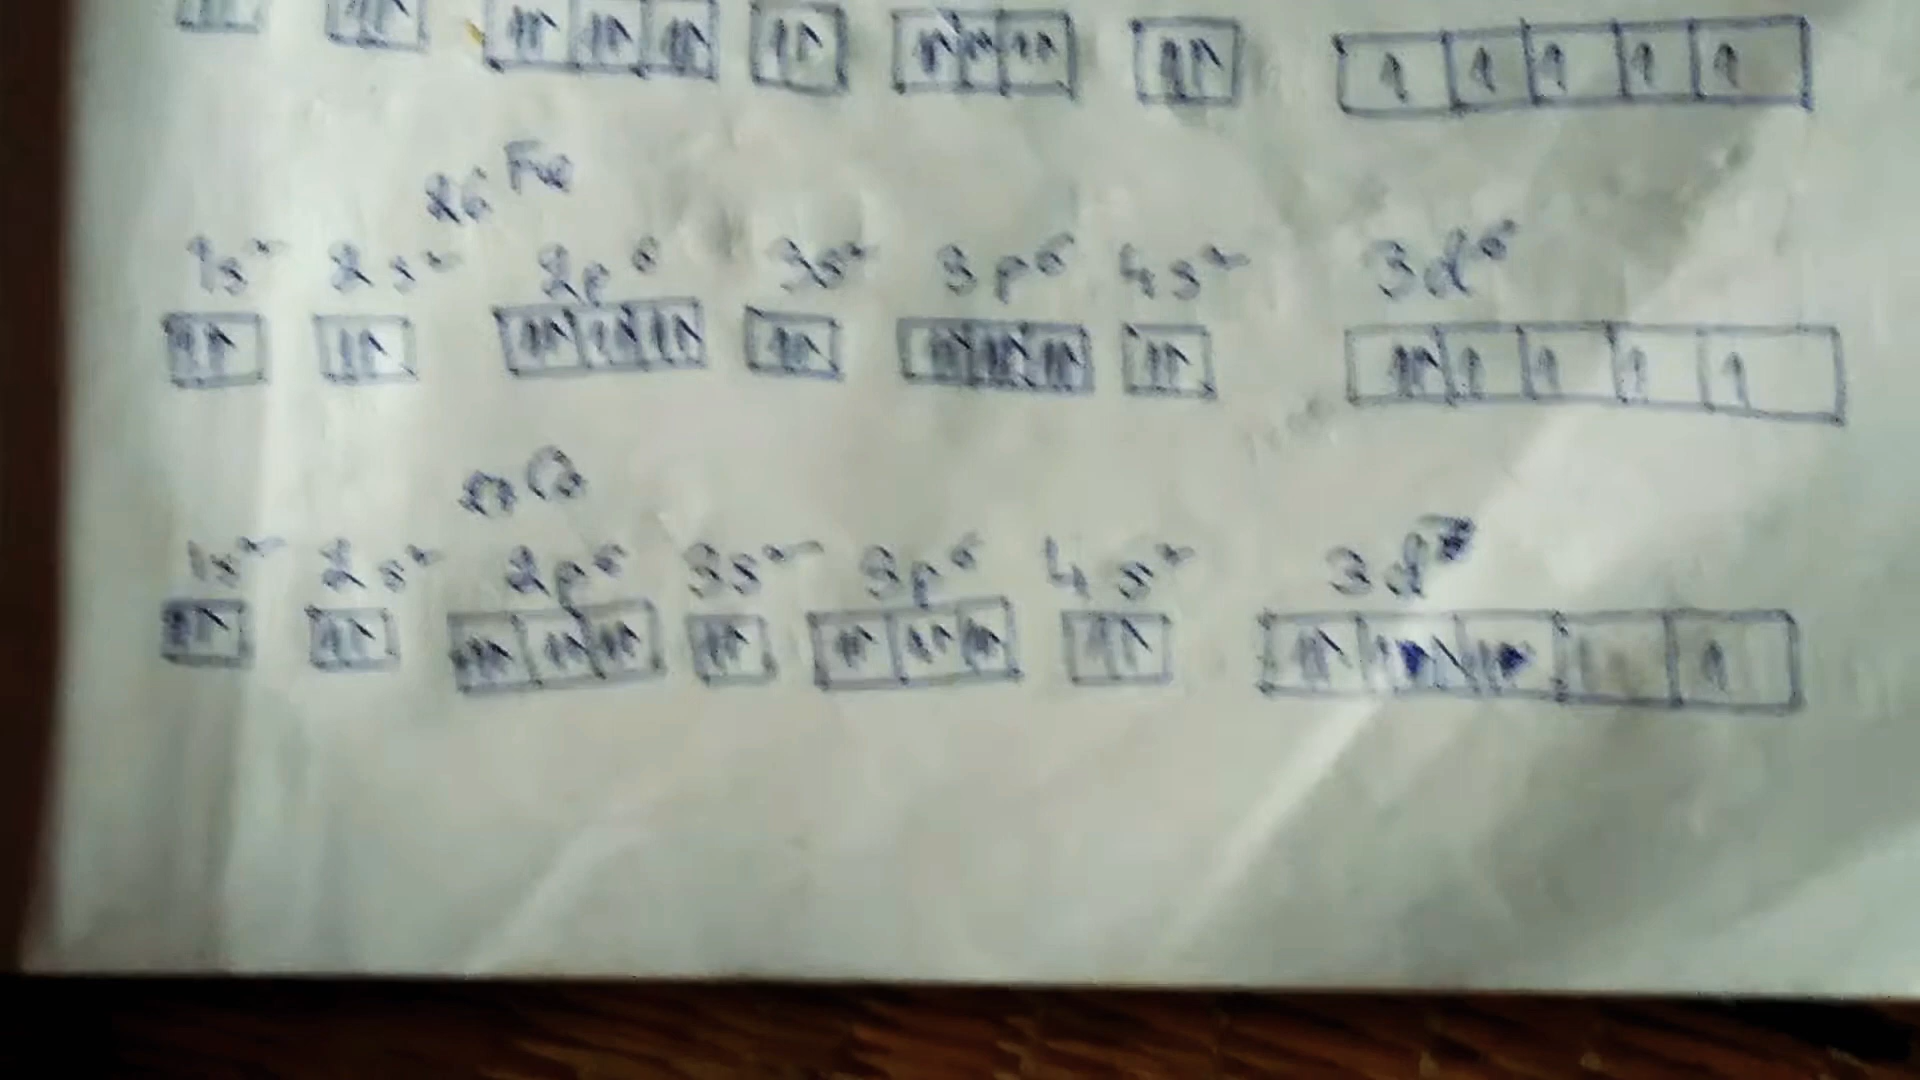 26 Fe
1s² 2s² 2p⁶ 3s² 3p⁶ 4s² 3d⁶
27 Co
1s² 2s² 2p⁶ 3s² 3p⁶ 4s² 3d⁷